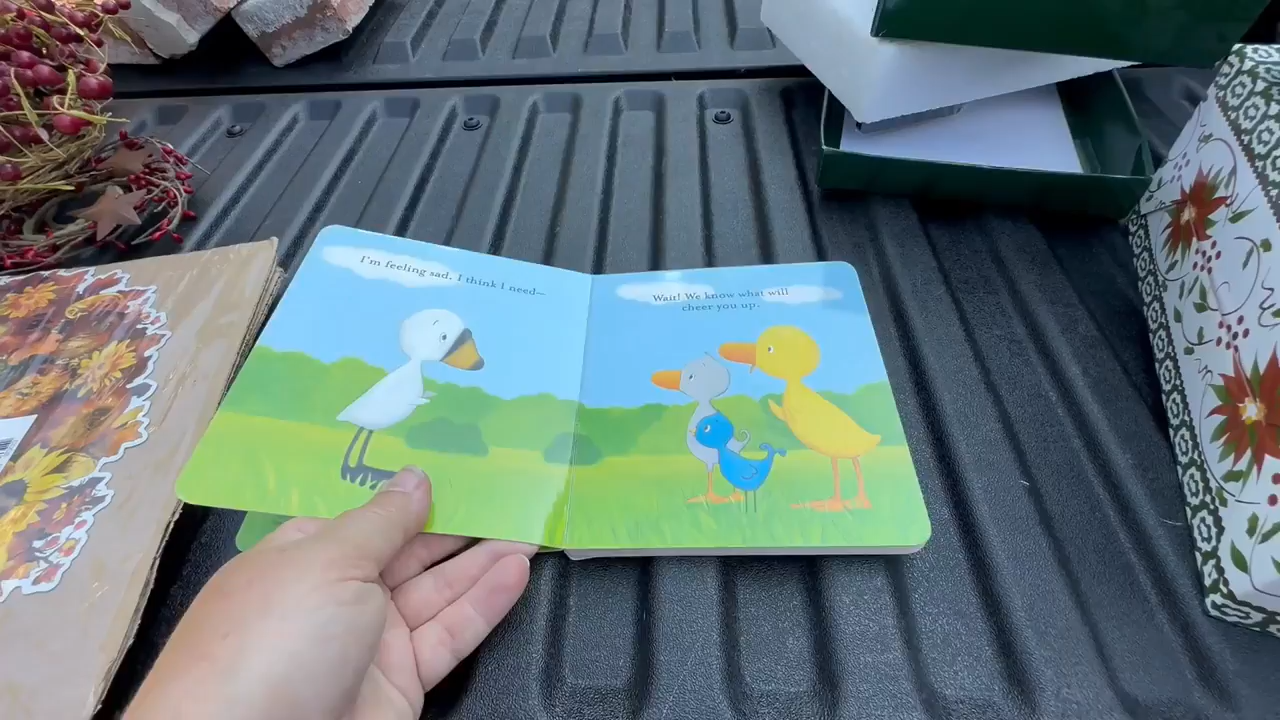 I'm feeling sad. I think I need—
Wait! We know what will
cheer you up.